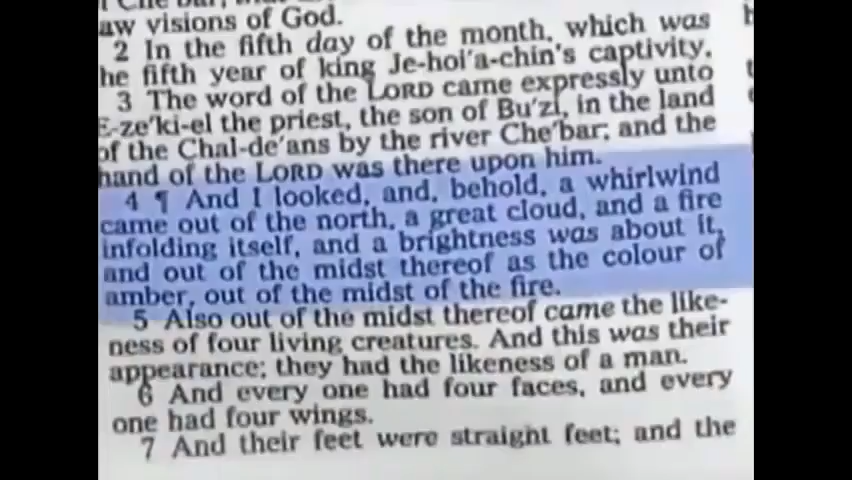 aw visions of God.
2 In the fifth day of the month, which was
he fifth year of king Je-hoi′a-chin's captivity,
3 The word of the LORD came expressly unto
E-ze′ki-el the priest, the son of Bu′zi, in the land
of the Chal-de′ans by the river Che′bar; and the
hand of the LORD was there upon him.
4 ¶ And I looked, and, behold, a whirlwind
came out of the north, a great cloud, and a fire
infolding itself, and a brightness was about it,
and out of the midst thereof as the colour of
amber, out of the midst of the fire.
5 Also out of the midst thereof came the like-
ness of four living creatures. And this was their
appearance; they had the likeness of a man.
6 And every one had four faces, and every
one had four wings.
7 And their feet were straight feet; and the